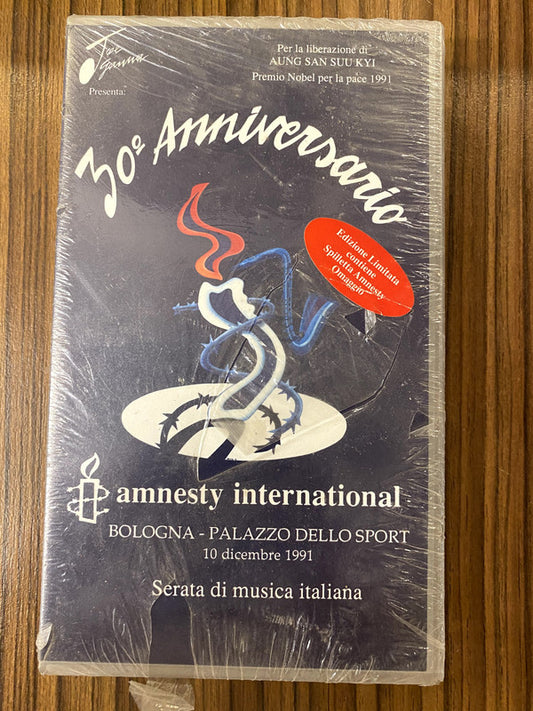 Presenta:
Per la liberazione di
AUNG SAN SUU KYI
Premio Nobel per la pace 1991
30º Anniversario
Edizione Limitata
contiene
Spilletta Amnesty
Omaggio
amnesty international
BOLOGNA - PALAZZO DELLO SPORT
10 dicembre 1991
Serata di musica italiana